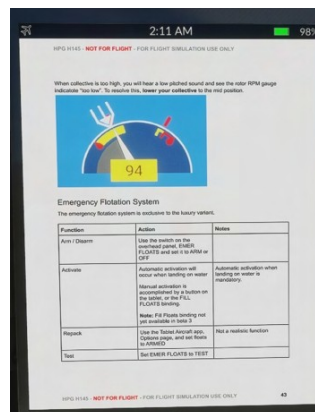 2:11 AM
98%
HPG H145 - NOT FOR FLIGHT - FOR FLIGHT SIMULATION USE ONLY
When collective is too high, you will hear a low pitched sound and see the rotor RPM gauge
indicate "too low". To resolve this, lower your collective to the mid position.
94
Emergency Flotation System
The emergency flotation system is exclusive to the luxury varient.
Function Action Notes
Arm / Disarm Use the switch on the
overhead panel, EMER
FLOATS and set it to ARM or
OFF
Activate Automatic activation will Automatic activation when
occur when landing on water landing on water is
mandatory.
Manual activation is
accomplished by a button on
the tablet, or the FILL
FLOATS binding.
Note: Fill Floats binding not
yet available in beta 3
Repack Use the Tablet Aircraft app, Not a realistic function
Options page, and set floats
to ARMED
Test Set EMER FLOATS to TEST
HPG H145 - NOT FOR FLIGHT - FOR FLIGHT SIMULATION USE ONLY
43